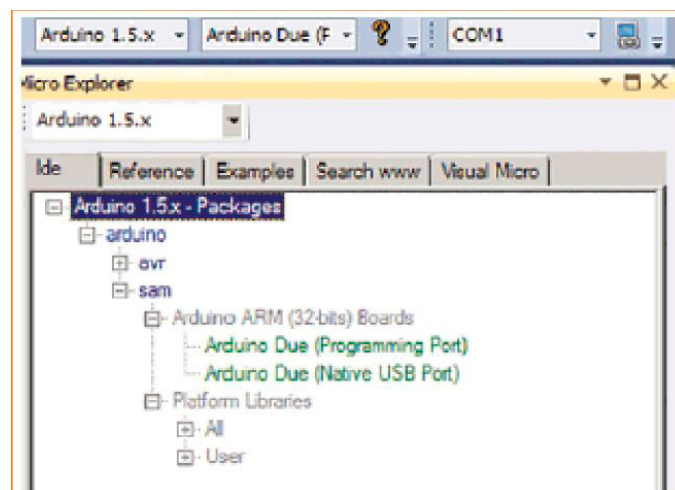 Arduino 1.5.x Arduino Due (F COM1
Micro Explorer
Arduino 1.5.x
Ide Reference Examples Search www Visual Micro
Arduino 1.5.x - Packages
arduino
avr
sam
Arduino ARM (32-bits) Boards
Arduino Due (Programming Port)
Arduino Due (Native USB Port)
Platform Libraries
All
User